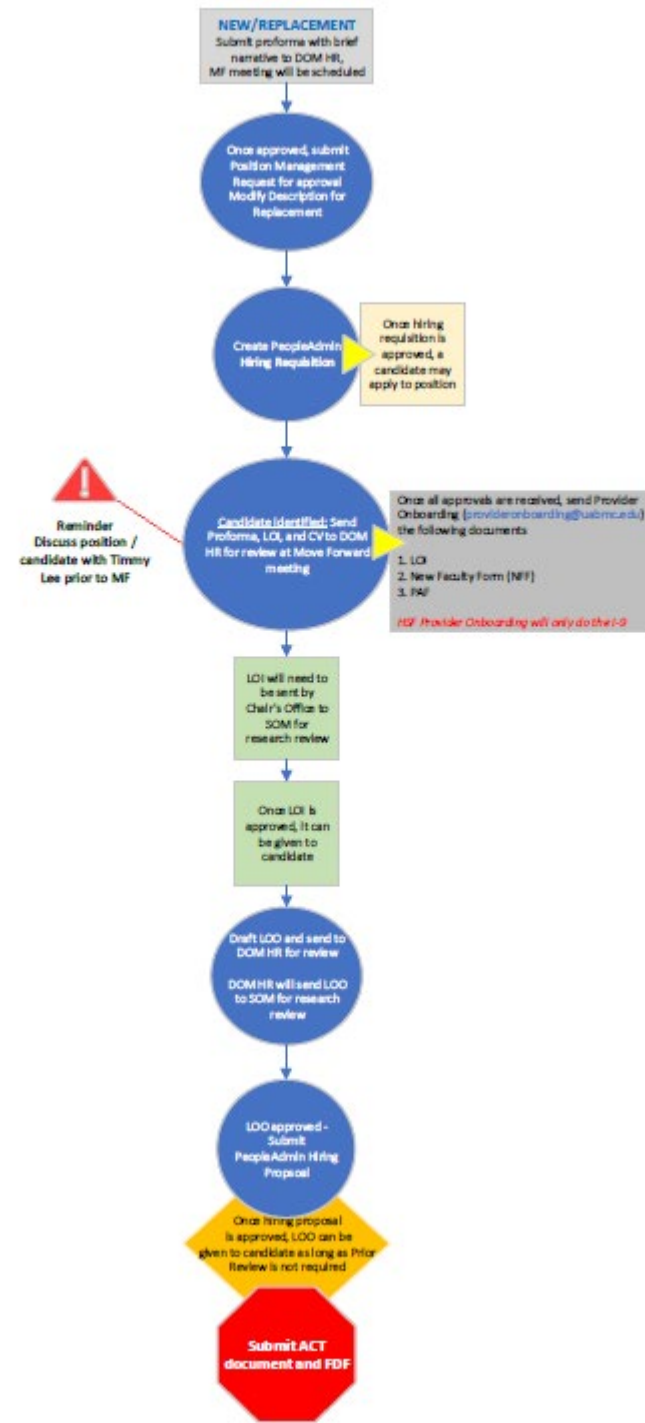 NEW/REPLACEMENT
Submit proforma with brief
narrative to DOM HR,
MF meeting will be scheduled
Once approved, submit
Position Management
Request for approval
Modify Description for
Replacement
Create PeopleAdmin
Hiring Requisition
Once hiring
requisition is
approved, a
candidate may
apply to position
Reminder
Discuss position /
candidate with Timmy
Lee prior to MF
Candidate Identified: Send
Proforma, LOI, and CV to DOM
HR for review at Move Forward
meeting
Once all approvals are received, send Provider
Onboarding (provideronboarding@uabmc.edu)
the following documents
1. LOI
2. New Faculty Form (NFF)
3. PAF
HSF Provider Onboarding will only do the I-9
LOI will need to
be sent by
Chair's Office to
SOM for
research review
Once LOI is
approved, it can
be given to
candidate
Draft LOO and send to
DOM HR for review
DOM HR will send LOO
to SOM for research
review
LOO approved -
Submit
PeopleAdmin Hiring
Propsoal
Once hiring proposal
is approved, LOO can be
given to candidate as long as Prior
Review is not required
Submit ACT
document and FDF